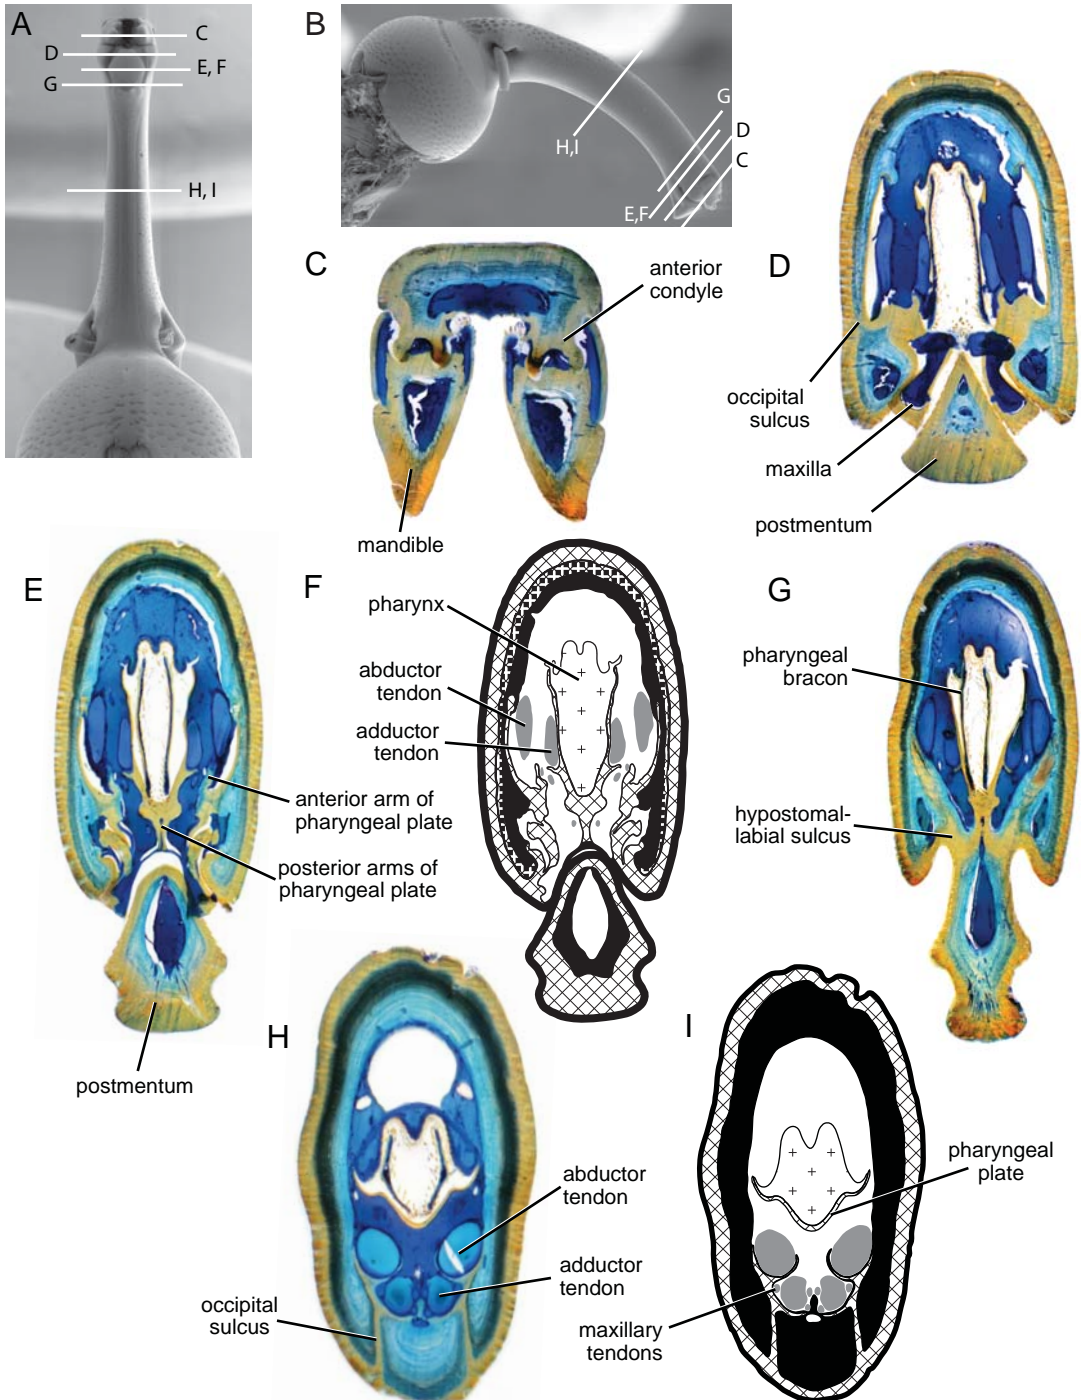 A
C
D
E, F
G
H, I
B
G
D
C
H,I
E,F
C
anterior
condyle
mandible
D
occipital
sulcus
maxilla
postmentum
E
anterior arm of
pharyngeal plate
posterior arms of
pharyngeal plate
postmentum
F
pharynx
abductor
tendon
adductor
tendon
G
pharyngeal
bracon
hypostomal-
labial sulcus
H
abductor
tendon
adductor
tendon
occipital
sulcus
I
pharyngeal
plate
maxillary
tendons